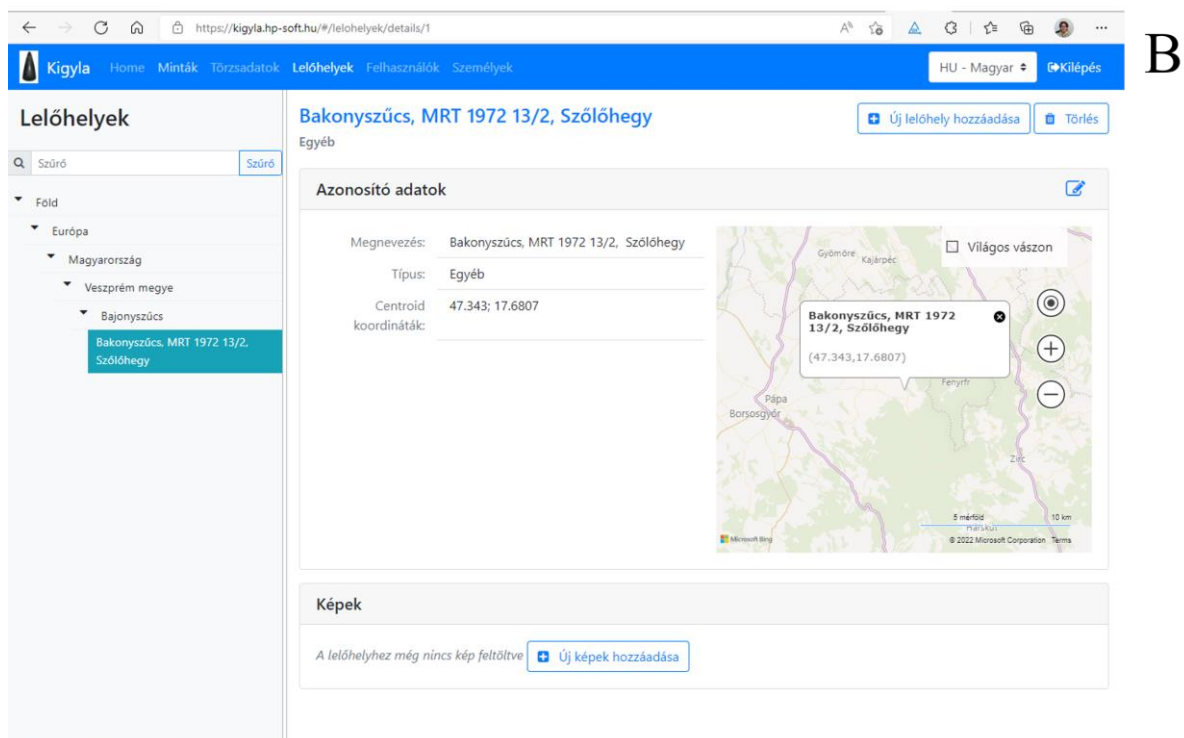 https://kigyla.hp-soft.hu/#/lelohelyek/details/1
B
Kigyla Home Minták Törzsadatok Lelőhelyek Felhasználók Személyek HU - Magyar Kilépés
Lelőhelyek
Szűrő Szűrő
Föld
Európa
Magyarország
Veszprém megye
Bajonyszűcs
Bakonyszűcs, MRT 1972 13/2,
Szőlőhegy
Bakonyszűcs, MRT 1972 13/2, Szőlőhegy
Egyéb
Új lelőhely hozzáadása Törlés
Azonosító adatok
Megnevezés: Bakonyszűcs, MRT 1972 13/2, Szőlőhegy
Típus: Egyéb
Centroid 47.343; 17.6807
koordináták:
Világos vászon
Gyömöre
Kajárpéc
Bakonyszűcs, MRT 1972
13/2, Szőlőhegy
(47.343,17.6807)
Fenyrfr
Pápa
Borsosgyőr
Zirc
5 mérföld 10 km
Hárskút
Microsoft Bing © 2022 Microsoft Corporation Terms
Képek
A lelőhelyhez még nincs kép feltöltve Új képek hozzáadása